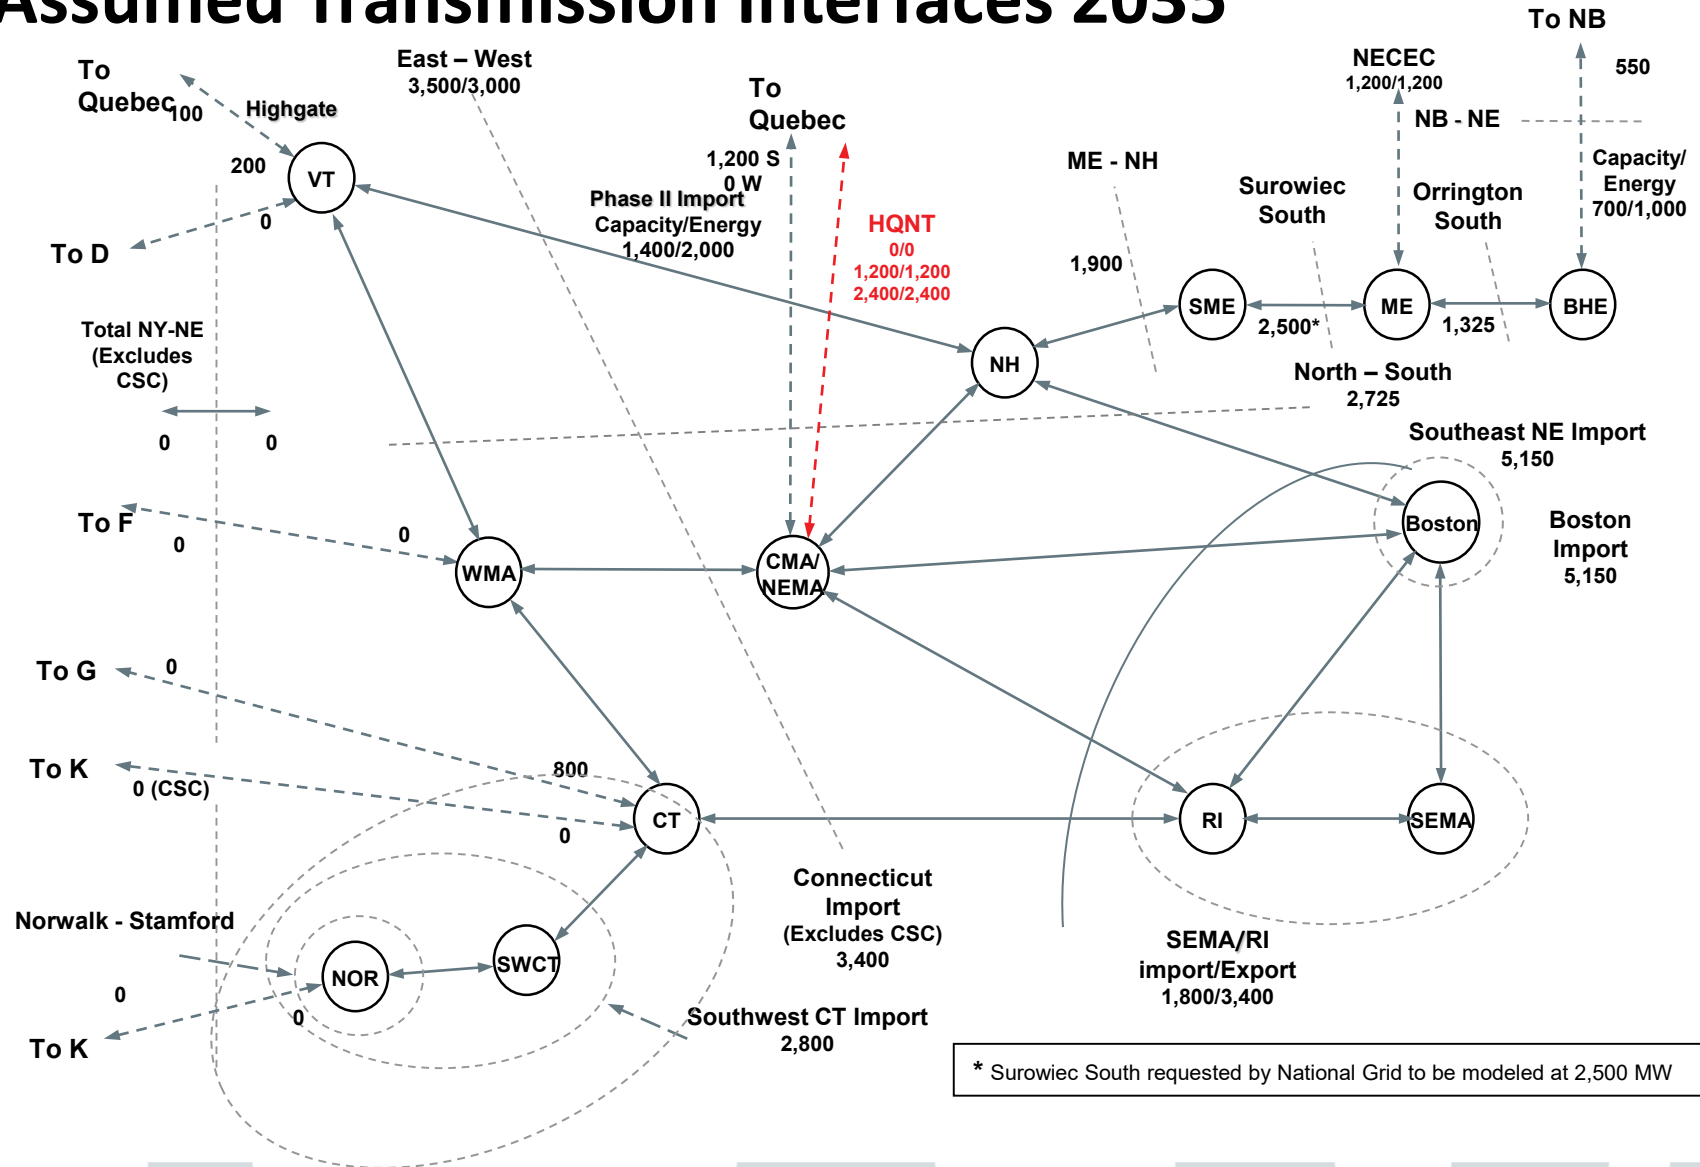 Assumed Transmission Interfaces 2035
To NB
East – West
3,500/3,000
NECEC
1,200/1,200
550
To
Quebec
100
Highgate
To
Quebec
NB - NE
1,200 S
0 W
ME - NH
Capacity/
Energy
700/1,000
200
VT
Surowiec
South
Orrington
South
Phase II Import
Capacity/Energy
1,400/2,000
HQNT
0/0
1,200/1,200
2,400/2,400
0
To D
1,900
SME
2,500*
ME
1,325
BHE
Total NY-NE
(Excludes
CSC)
0
0
NH
North – South
2,725
Southeast NE Import
5,150
To F
0
0
WMA
CMA/
NEMA
Boston
Boston
Import
5,150
To G
0
To K
0 (CSC)
800
0
CT
RI
SEMA
Connecticut
Import
(Excludes CSC)
3,400
Norwalk - Stamford
NOR
SWCT
SEMA/RI
import/Export
1,800/3,400
0
0
To K
Southwest CT Import
2,800
* Surowiec South requested by National Grid to be modeled at 2,500 MW